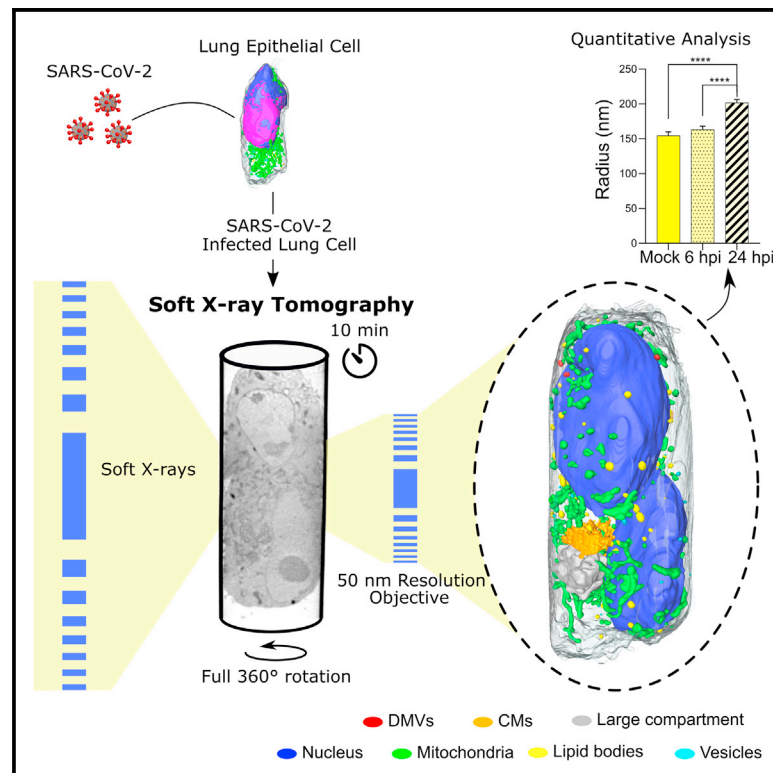 SARS-CoV-2
Lung Epithelial Cell
SARS-CoV-2
Infected Lung Cell
Quantitative Analysis
****
****
Radius (nm)
250
200
150
100
50
0
Mock 6 hpi 24 hpi
Soft X-ray Tomography
10 min
Soft X-rays
50 nm Resolution
Objective
Full 360° rotation
DMVs CMs Large compartment
Nucleus Mitochondria Lipid bodies Vesicles